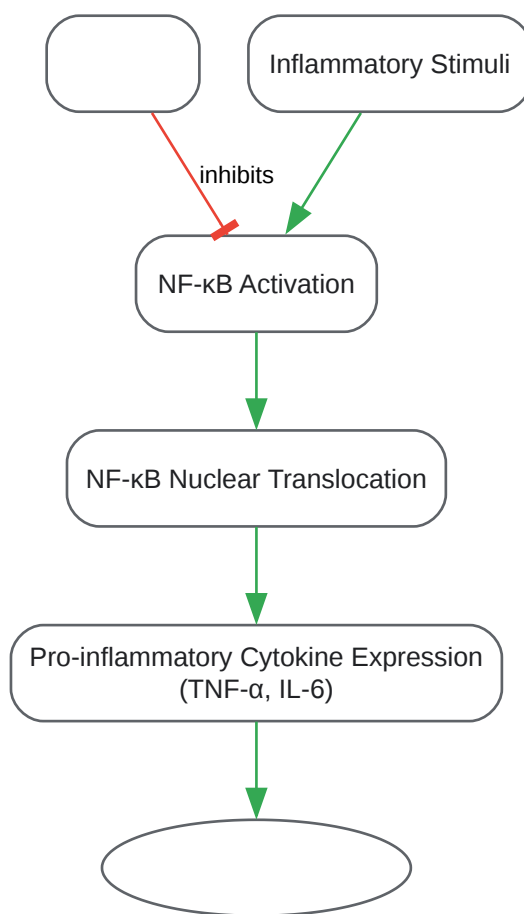 Inflammatory Stimuli
inhibits
NF-κB Activation
NF-κB Nuclear Translocation
Pro-inflammatory Cytokine Expression
(TNF-α, IL-6)